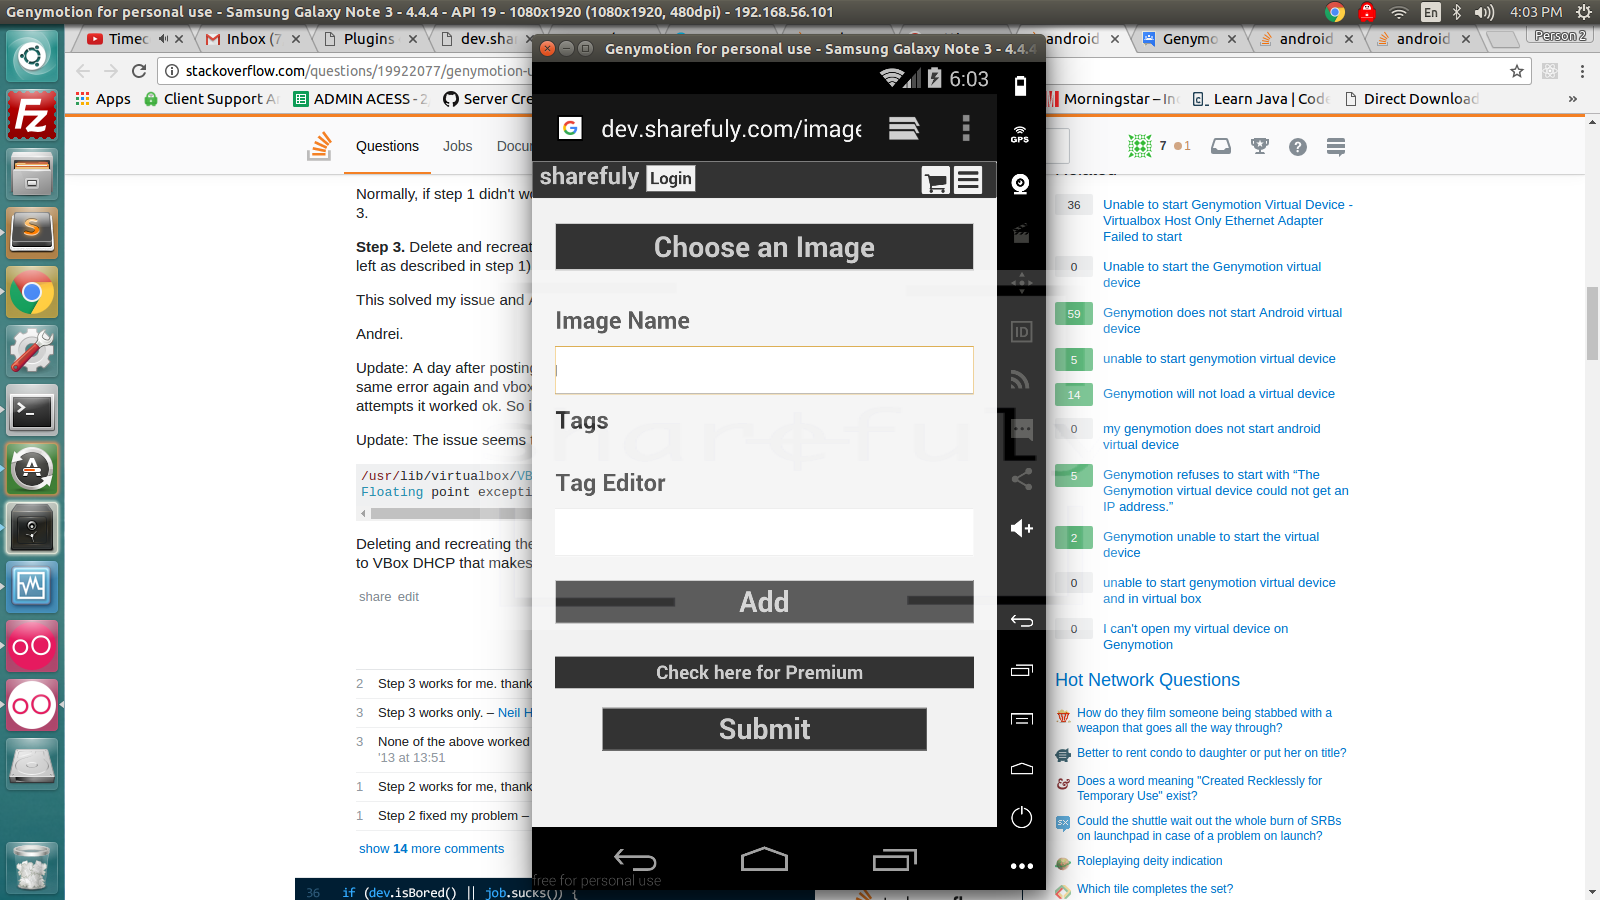 Genymotion for personal use - Samsung Galaxy Note 3 - 4.4.4 - API 19 - 1080x1920 (1080x1920, 480dpi) - 192.168.56.101
En
4:03 PM
Timec
Inbox (7
Plugins
dev.shar
android
Genymo
android
android
Person 2
stackoverflow.com/questions/19922077/genymotion-u
Apps
Client Support A
ADMIN ACESS - 2
Server Cre
Morningstar – In
Learn Java | Code
Direct Download
»
Questions
Jobs
Docu
7
1
Normally, if step 1 didn't wo
3.
Step 3. Delete and recreat
left as described in step 1)
This solved my issue and A
Andrei.
Update: A day after posting
same error again and vbox
attempts it worked ok. So i
Update: The issue seems t
/usr/lib/virtualbox/VB
Floating point excepti
Deleting and recreating the
to VBox DHCP that makes
share edit
2 Step 3 works for me. thank
3 Step 3 works only. – Neil H
3 None of the above worked
'13 at 13:51
1 Step 2 works for me, thank
1 Step 2 fixed my problem –
show 14 more comments
36 if (dev.isBored() || job.sucks()) {
Genymotion for personal use - Samsung Galaxy Note 3 - 4.4.4
6:03
dev.sharefuly.com/image
sharefuly
Login
Choose an Image
Image Name
Tags
Tag Editor
Add
Check here for Premium
Submit
shareful
GPS
ID
free for personal use
Related
36 Unable to start Genymotion Virtual Device -
Virtualbox Host Only Ethernet Adapter
Failed to start
0 Unable to start the Genymotion virtual
device
59 Genymotion does not start Android virtual
device
5 unable to start genymotion virtual device
14 Genymotion will not load a virtual device
0 my genymotion does not start android
virtual device
5 Genymotion refuses to start with “The
Genymotion virtual device could not get an
IP address.”
2 Genymotion unable to start the virtual
device
0 unable to start genymotion virtual device
and in virtual box
0 I can't open my virtual device on
Genymotion
Hot Network Questions
How do they film someone being stabbed with a
weapon that goes all the way through?
Better to rent condo to daughter or put her on title?
Does a word meaning "Created Recklessly for
Temporary Use" exist?
Could the shuttle wait out the whole burn of SRBs
on launchpad in case of a problem on launch?
Roleplaying deity indication
Which tile completes the set?